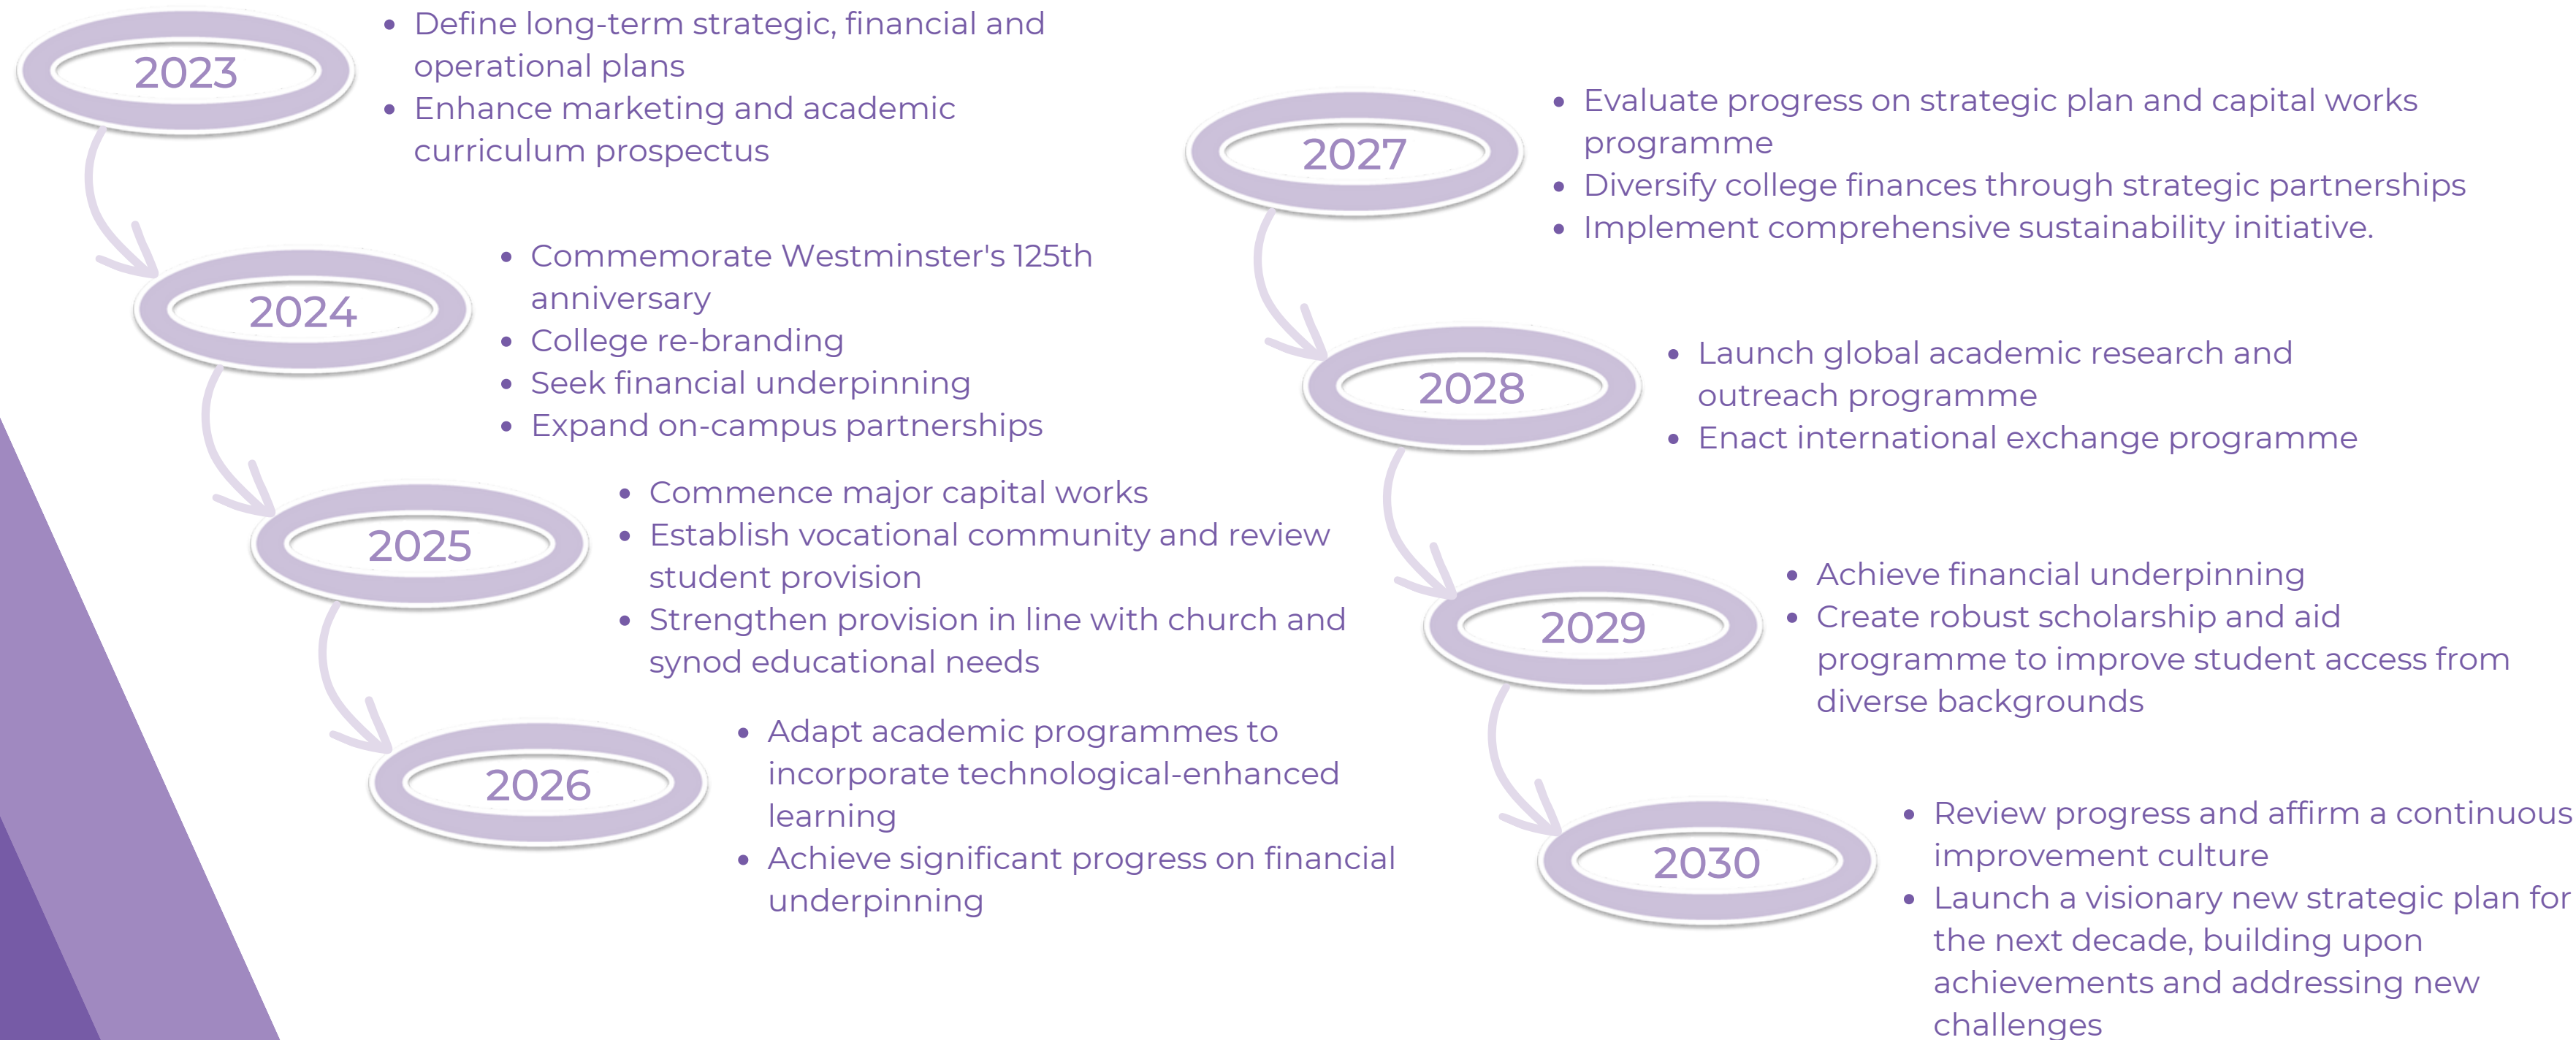 2023
• Define long-term strategic, financial and
operational plans
• Enhance marketing and academic
curriculum prospectus
2024
• Commemorate Westminster's 125th
anniversary
• College re-branding
• Seek financial underpinning
• Expand on-campus partnerships
2025
• Commence major capital works
• Establish vocational community and review
student provision
• Strengthen provision in line with church and
synod educational needs
2026
• Adapt academic programmes to
incorporate technological-enhanced
learning
• Achieve significant progress on financial
underpinning
2027
• Evaluate progress on strategic plan and capital works
programme
• Diversify college finances through strategic partnerships
• Implement comprehensive sustainability initiative.
2028
• Launch global academic research and
outreach programme
• Enact international exchange programme
2029
• Achieve financial underpinning
• Create robust scholarship and aid
programme to improve student access from
diverse backgrounds
2030
• Review progress and affirm a continuous
improvement culture
• Launch a visionary new strategic plan for
the next decade, building upon
achievements and addressing new
challenges